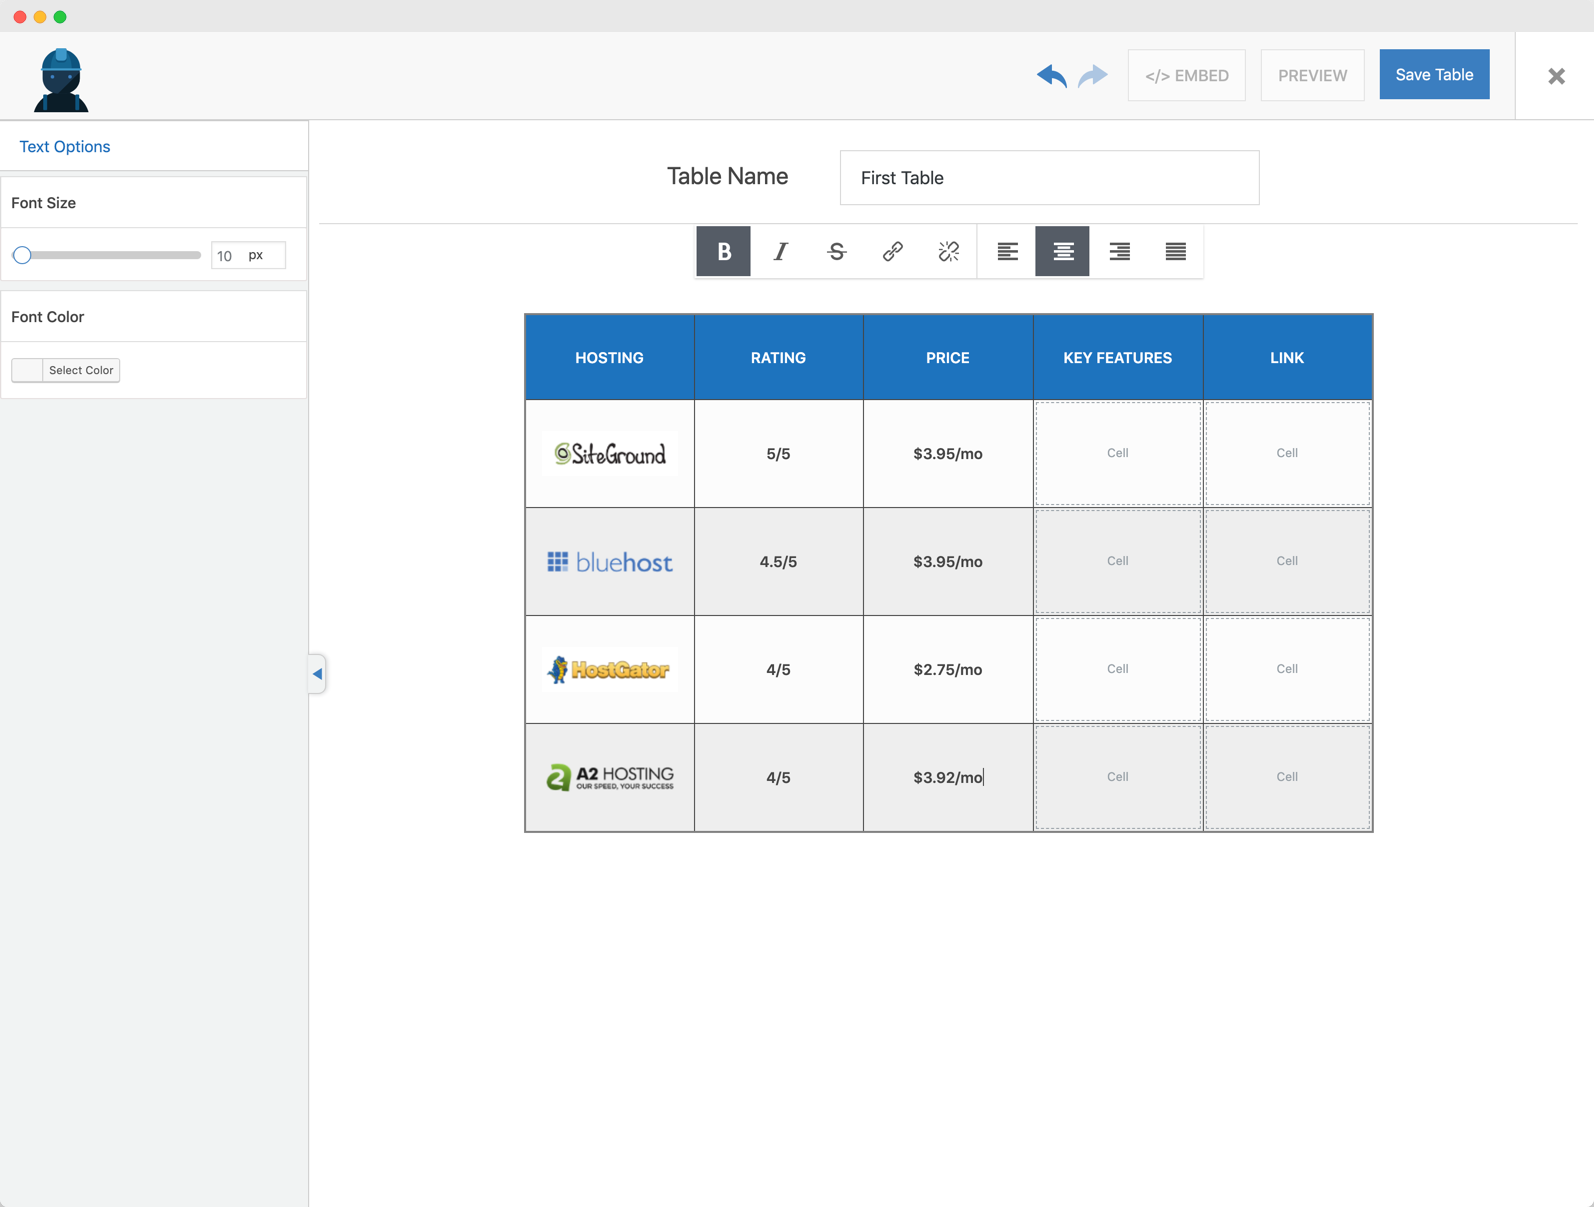 </> EMBED
PREVIEW
Save Table
Text Options
Font Size
10 px
Font Color
Select Color
Table Name
First Table
B I S
HOSTING RATING PRICE KEY FEATURES LINK
SiteGround 5/5 $3.95/mo Cell Cell
bluehost 4.5/5 $3.95/mo Cell Cell
HostGator 4/5 $2.75/mo Cell Cell
A2 HOSTING
OUR SPEED, YOUR SUCCESS
4/5 $3.92/mo Cell Cell